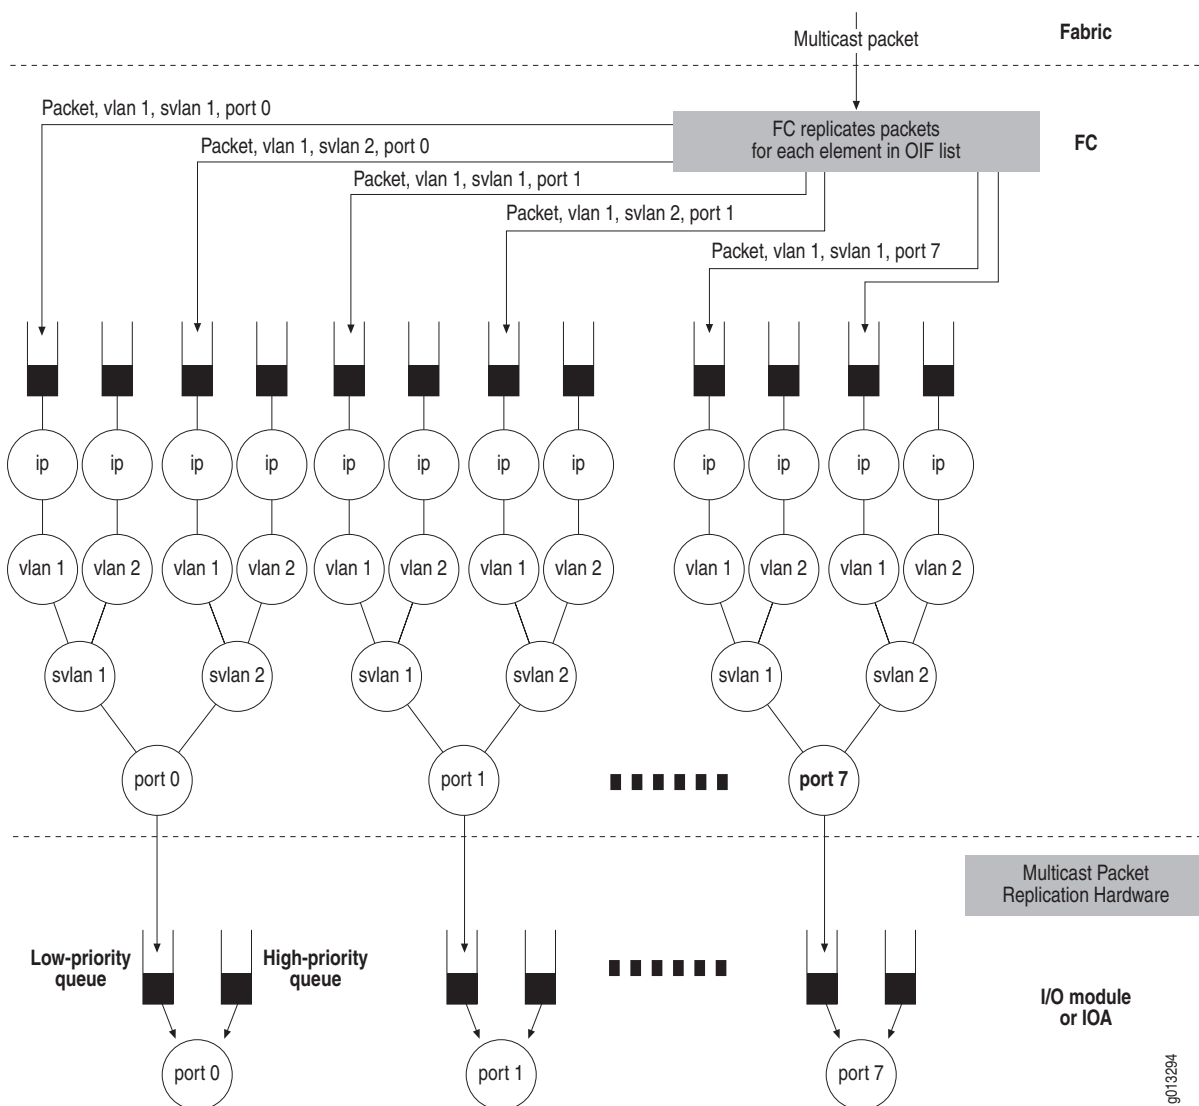 Multicast packet
Fabric
Packet, vlan 1, svlan 1, port 0
FC replicates packets
for each element in OIF list
FC
Packet, vlan 1, svlan 2, port 0
Packet, vlan 1, svlan 1, port 1
Packet, vlan 1, svlan 2, port 1
Packet, vlan 1, svlan 1, port 7
ip ip ip ip ip ip ip ip ip ip ip ip
vlan 1 vlan 2 vlan 1 vlan 2 vlan 1 vlan 2 vlan 1 vlan 2 vlan 1 vlan 2 vlan 1 vlan 2
svlan 1 svlan 2 svlan 1 svlan 2 svlan 1 svlan 2
port 0 port 1 port 7
Multicast Packet
Replication Hardware
Low-priority
queue
High-priority
queue
I/O module
or IOA
port 0 port 1 port 7
g013294